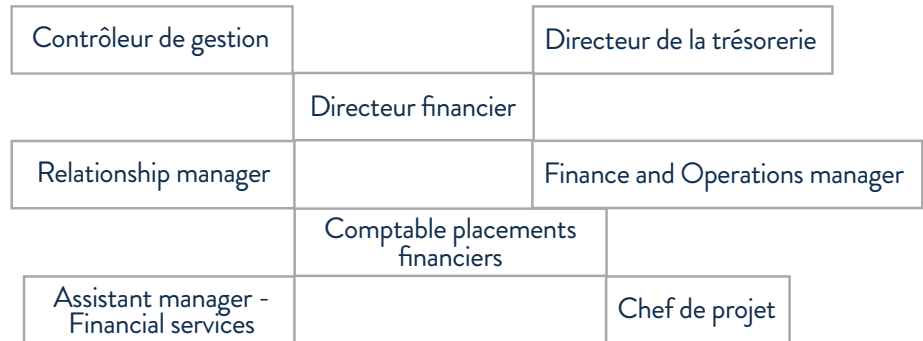 Contrôleur de gestion
Directeur de la trésorerie
Directeur financier
Relationship manager
Finance and Operations manager
Comptable placements
financiers
Assistant manager -
Financial services
Chef de projet